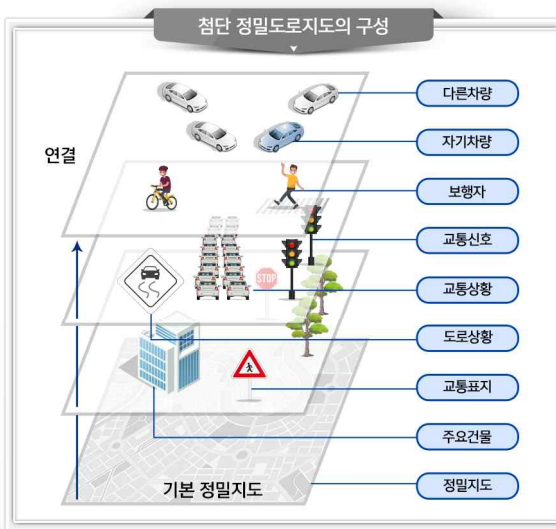 첨단 정밀도로지도의 구성
연결
다른차량
자기차량
보행자
교통신호
STOP
교통상황
도로상황
교통표지
주요건물
기본 정밀지도
정밀지도